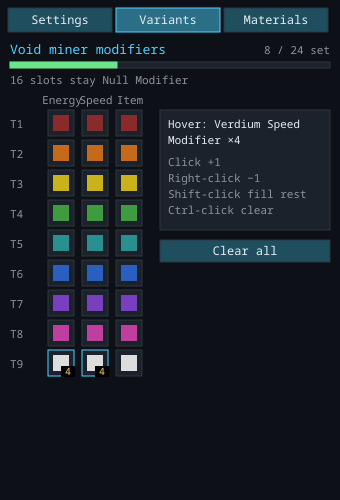 Settings Variants Materials
Void miner modifiers 8 / 24 set
16 slots stay Null Modifier
Energy Speed Item
T1
T2
T3
T4
T5
T6
T7
T8
T9 4 4
Hover: Verdium Speed
Modifier ×4
Click +1
Right-click −1
Shift-click fill rest
Ctrl-click clear
Clear all